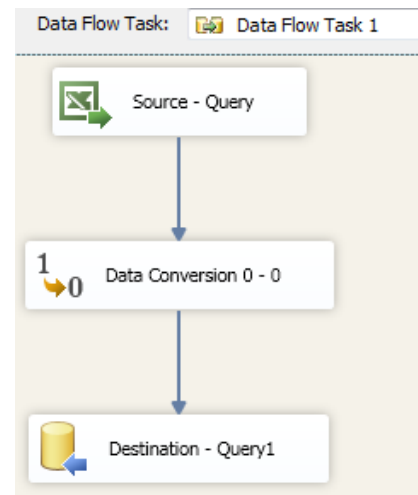 Data Flow Task: Data Flow Task 1
Source - Query
1
0
Data Conversion 0 - 0
Destination - Query1